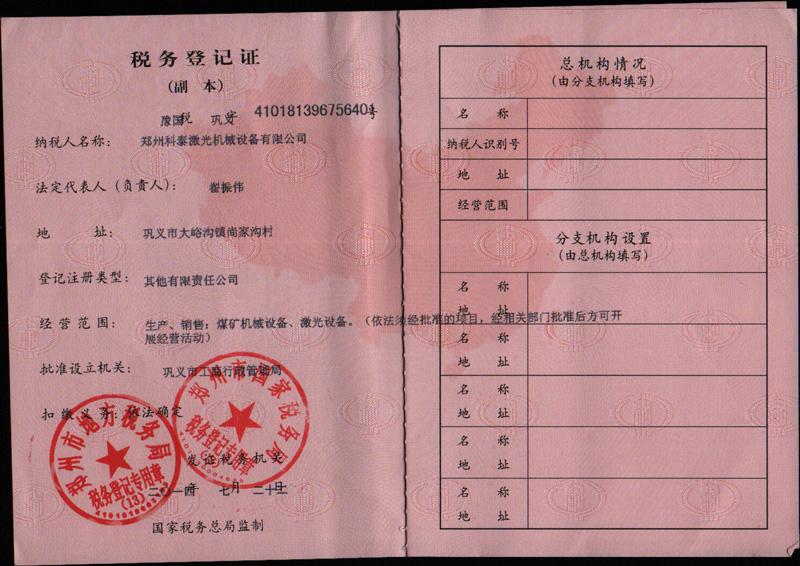 税务登记证
(副 本)
豫国税 巩字 410181396756404号
纳税人名称: 郑州科泰激光机械设备有限公司
法定代表人(负责人): 翟振伟
地 址: 巩义市大峪沟镇尚家沟村
登记注册类型: 其他有限责任公司
经营范围: 生产、销售:煤矿机械设备、激光设备。(依法须经批准的项目,经相关部门批准后方可开
展经营活动)
批准设立机关: 巩义市工商行政管理局
扣缴义务:依法确定
郑州市地方税务局
税务登记专用章
(13)
郑州市国家税务局
税务登记专用章
发证税务机关
二〇一四年 七月 二十
国家税务总局监制
总机构情况
(由分支机构填写)
名 称
纳税人识别号
地 址
经营范围
分支机构设置
(由总机构填写)
名 称
地 址
名 称
地 址
名 称
地 址
名 称
地 址
名 称
地 址